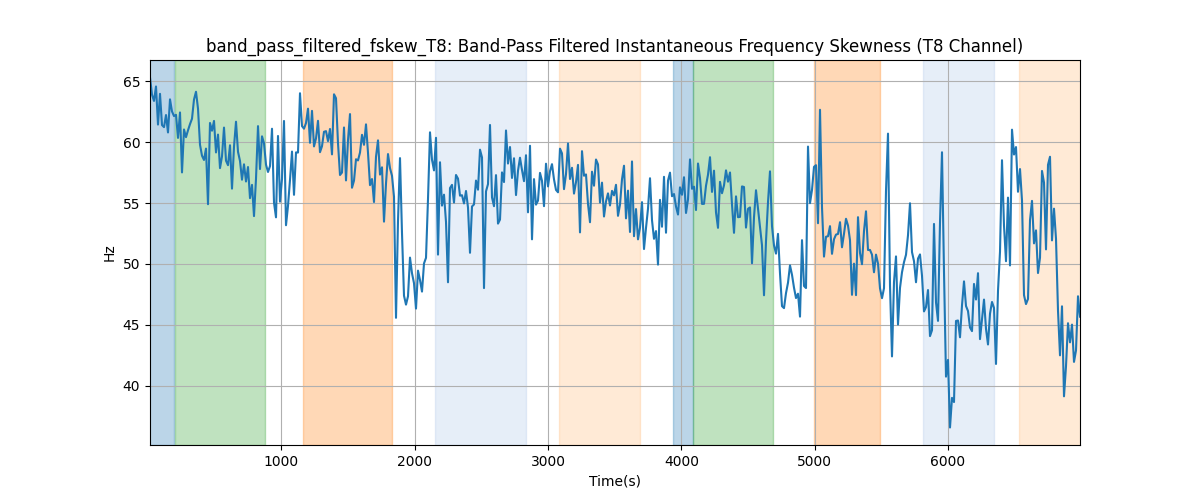 band_pass_filtered_fskew_T8: Band-Pass Filtered Instantaneous Frequency Skewness (T8 Channel)
65
60
55
50
45
40
Hz
1000 2000 3000 4000 5000 6000
Time(s)